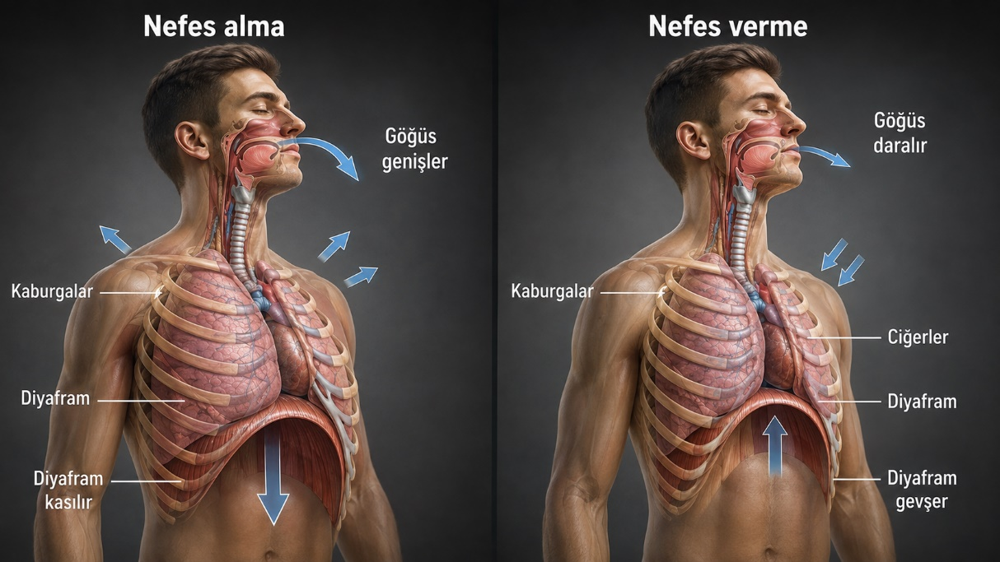 Nefes alma
Göğüs
genişler
Kaburgalar
Diyafram
Diyafram
kasılır
Nefes verme
Göğüs
daralır
Kaburgalar
Ciğerler
Diyafram
Diyafram
gevşer